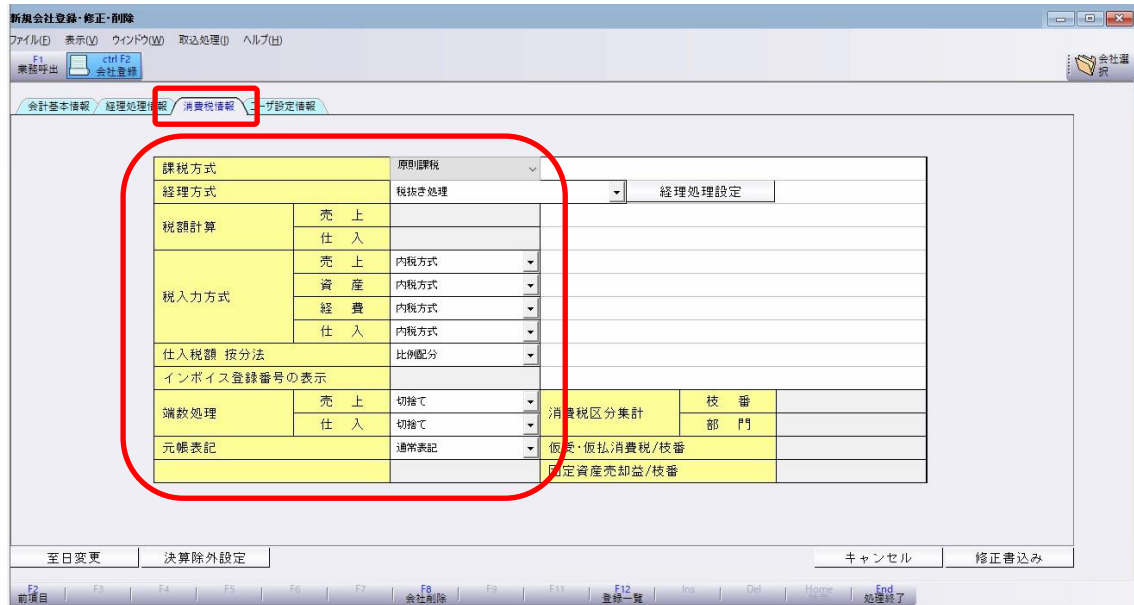 新規会社登録･修正･削除
ファイル(F) 表示(V) ウインドウ(W) 取込処理(I) ヘルプ(H)
F1 業務呼出 ctrl F2 会社登録 会社選択
会計基本情報 経理処理情報 消費税情報 ユーザ設定情報
課税方式 原則課税
経理方式 税抜き処理 経理処理設定
税額計算 売 上
仕 入
税入力方式 売 上 内税方式
資 産 内税方式
経 費 内税方式
仕 入 内税方式
仕入税額 按分法 比例配分
インボイス登録番号の表示
端数処理 売 上 切捨て 消費税区分集計 枝 番
仕 入 切捨て 部 門
元帳表記 通常表記 仮受･仮払消費税/枝番
固定資産売却益/枝番
至日変更 決算除外設定 キャンセル 修正書込み
F2 前項目 F3 F4 F5 F6 F7 F8 会社削除 F9 F11 F12 登録一覧 Ins Del Home End 処理終了